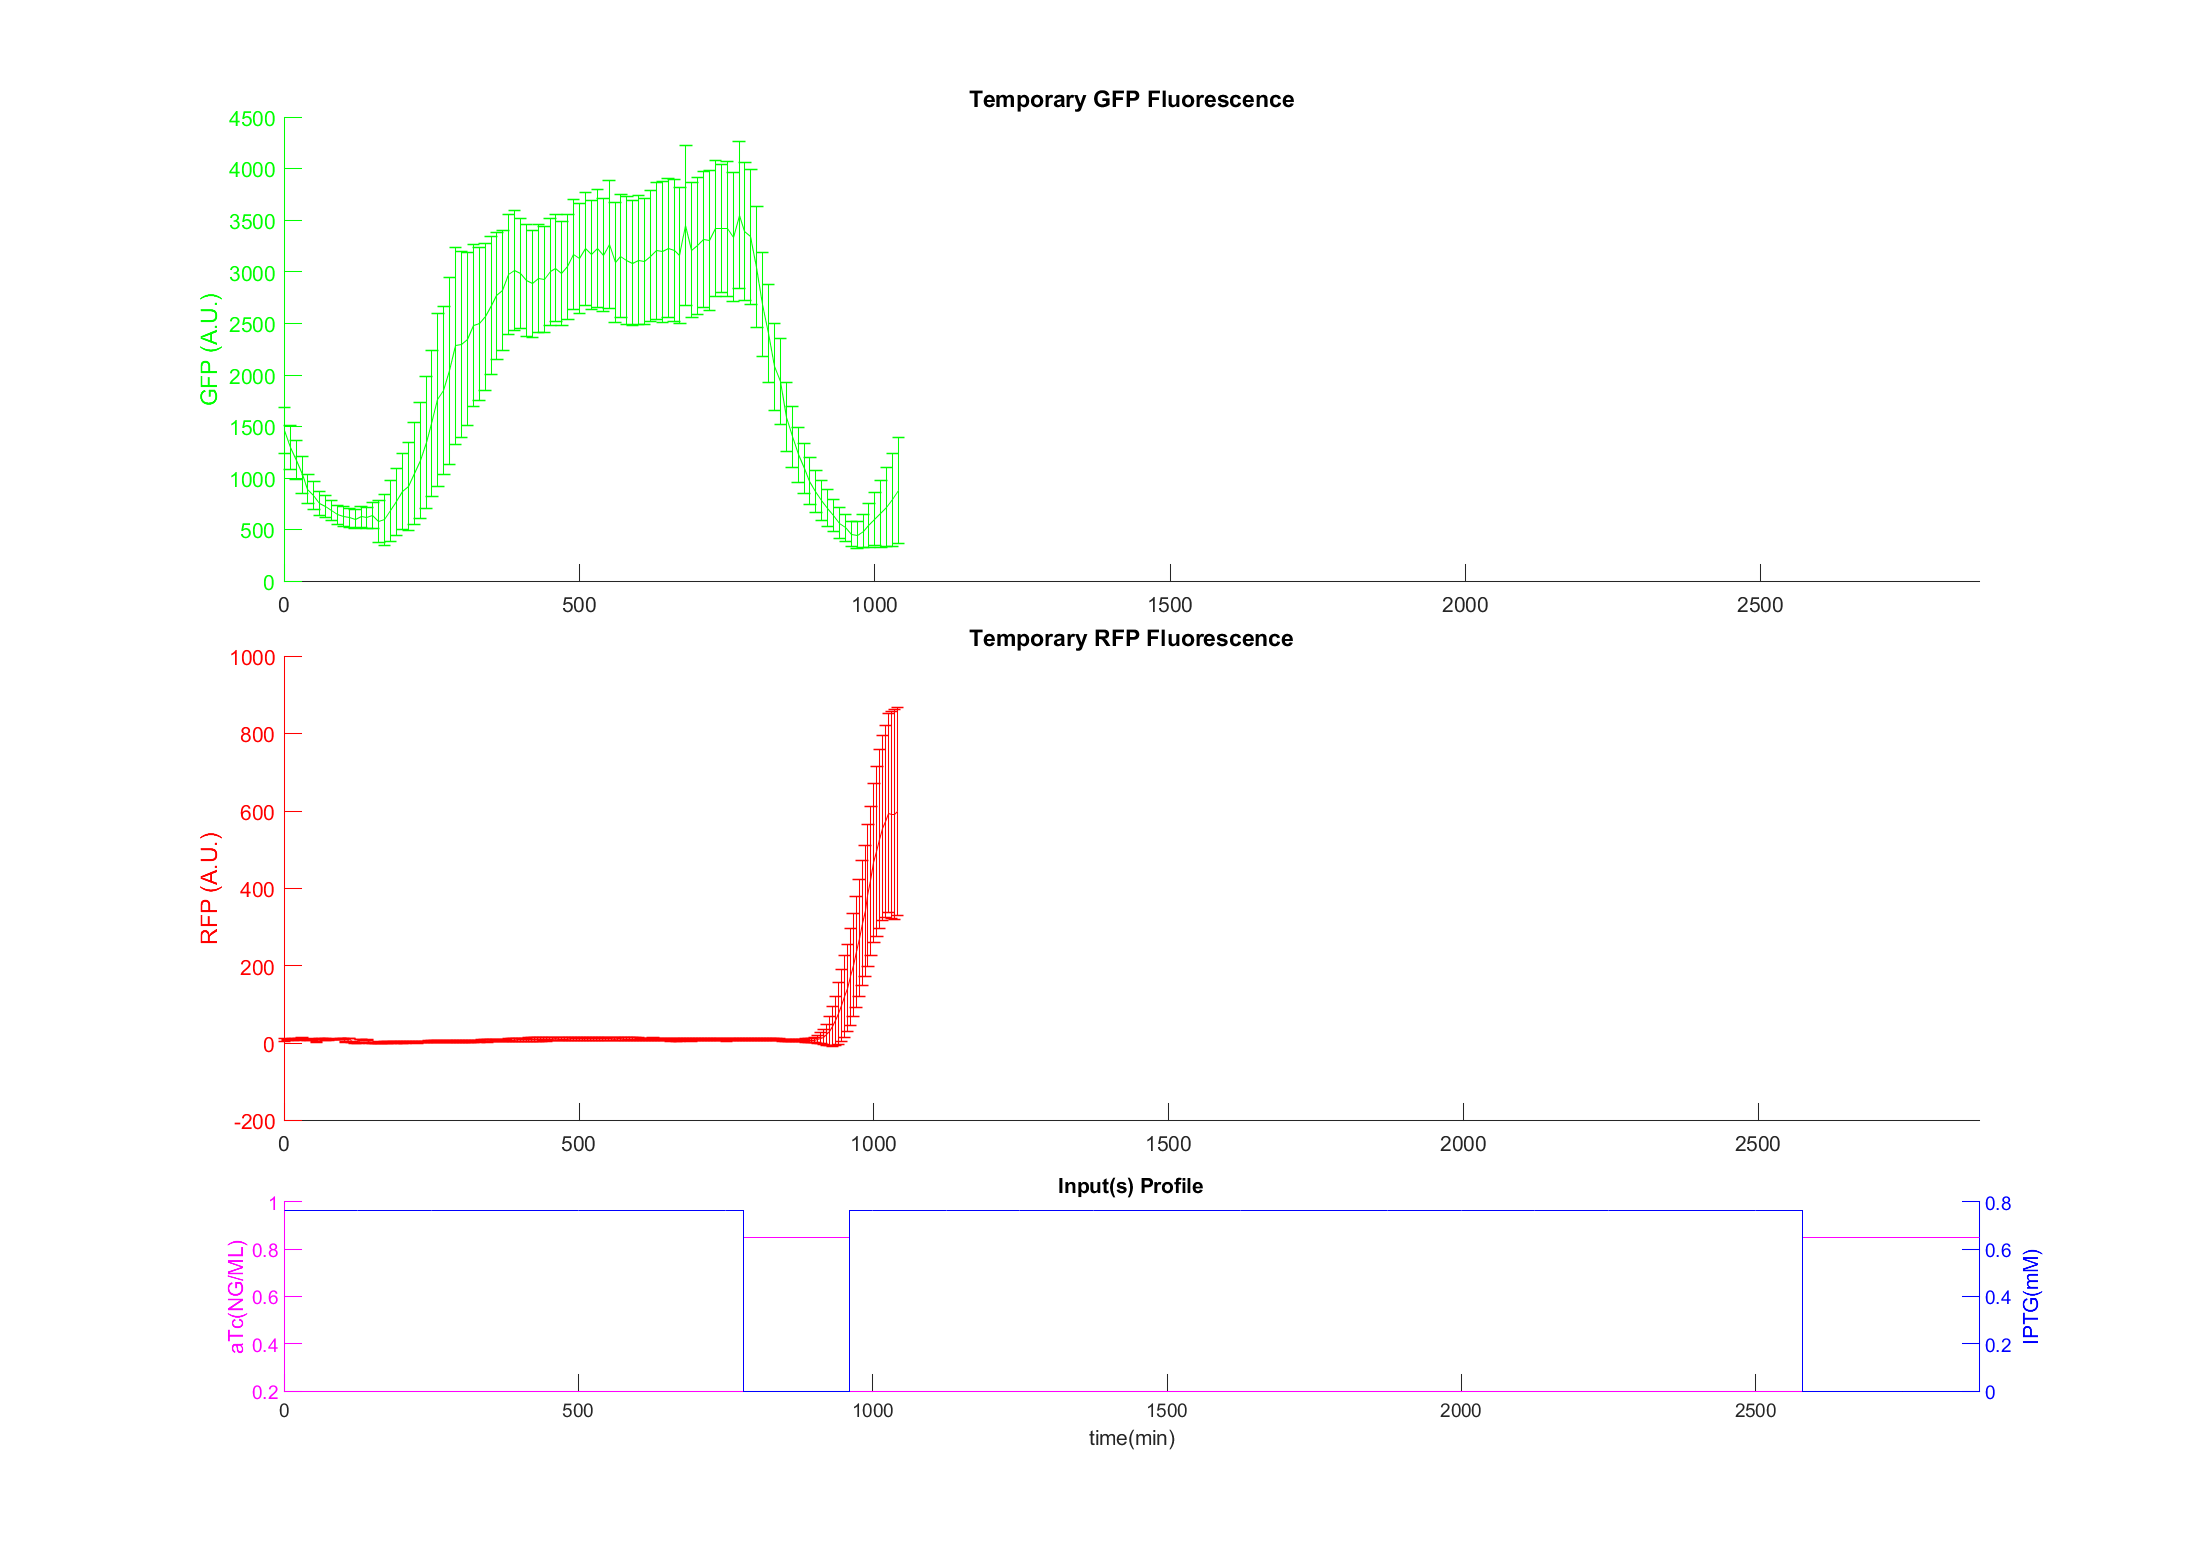 Temporary GFP Fluorescence
4500
4000
3500
3000
2500
2000
1500
1000
500
0
GFP (A.U.)
0 500 1000 1500 2000 2500
Temporary RFP Fluorescence
1000
800
600
400
200
0
-200
RFP (A.U.)
0 500 1000 1500 2000 2500
Input(s) Profile
1
0.8
0.6
0.4
0.2
aTc(NG/ML)
0.8
0.6
0.4
0.2
0
IPTG(mM)
0 500 1000 1500 2000 2500
time(min)